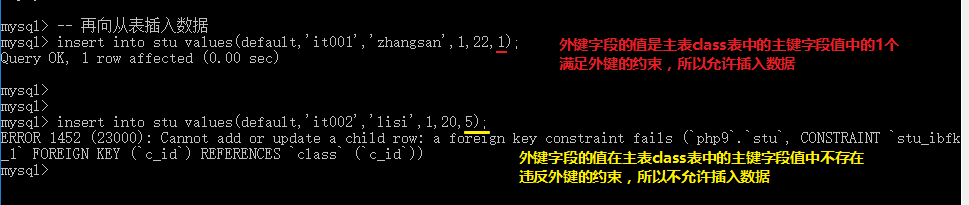 mysql> -- 再向从表插入数据
mysql> insert into stu values(default,'it001','zhangsan',1,22,1);
Query OK, 1 row affected (0.00 sec)
外键字段的值是主表class表中的主键字段值中的1个
满足外键的约束，所以允许插入数据
mysql>
mysql>
mysql> insert into stu values(default,'it002','lisi',1,20,5);
ERROR 1452 (23000): Cannot add or update a child row: a foreign key constraint fails (`php9`.`stu`, CONSTRAINT `stu_ibfk
_1` FOREIGN KEY (`c_id`) REFERENCES `class` (`c_id`))
mysql>
外键字段的值在主表class表中的主键字段值中不存在
违反外键的约束，所以不允许插入数据